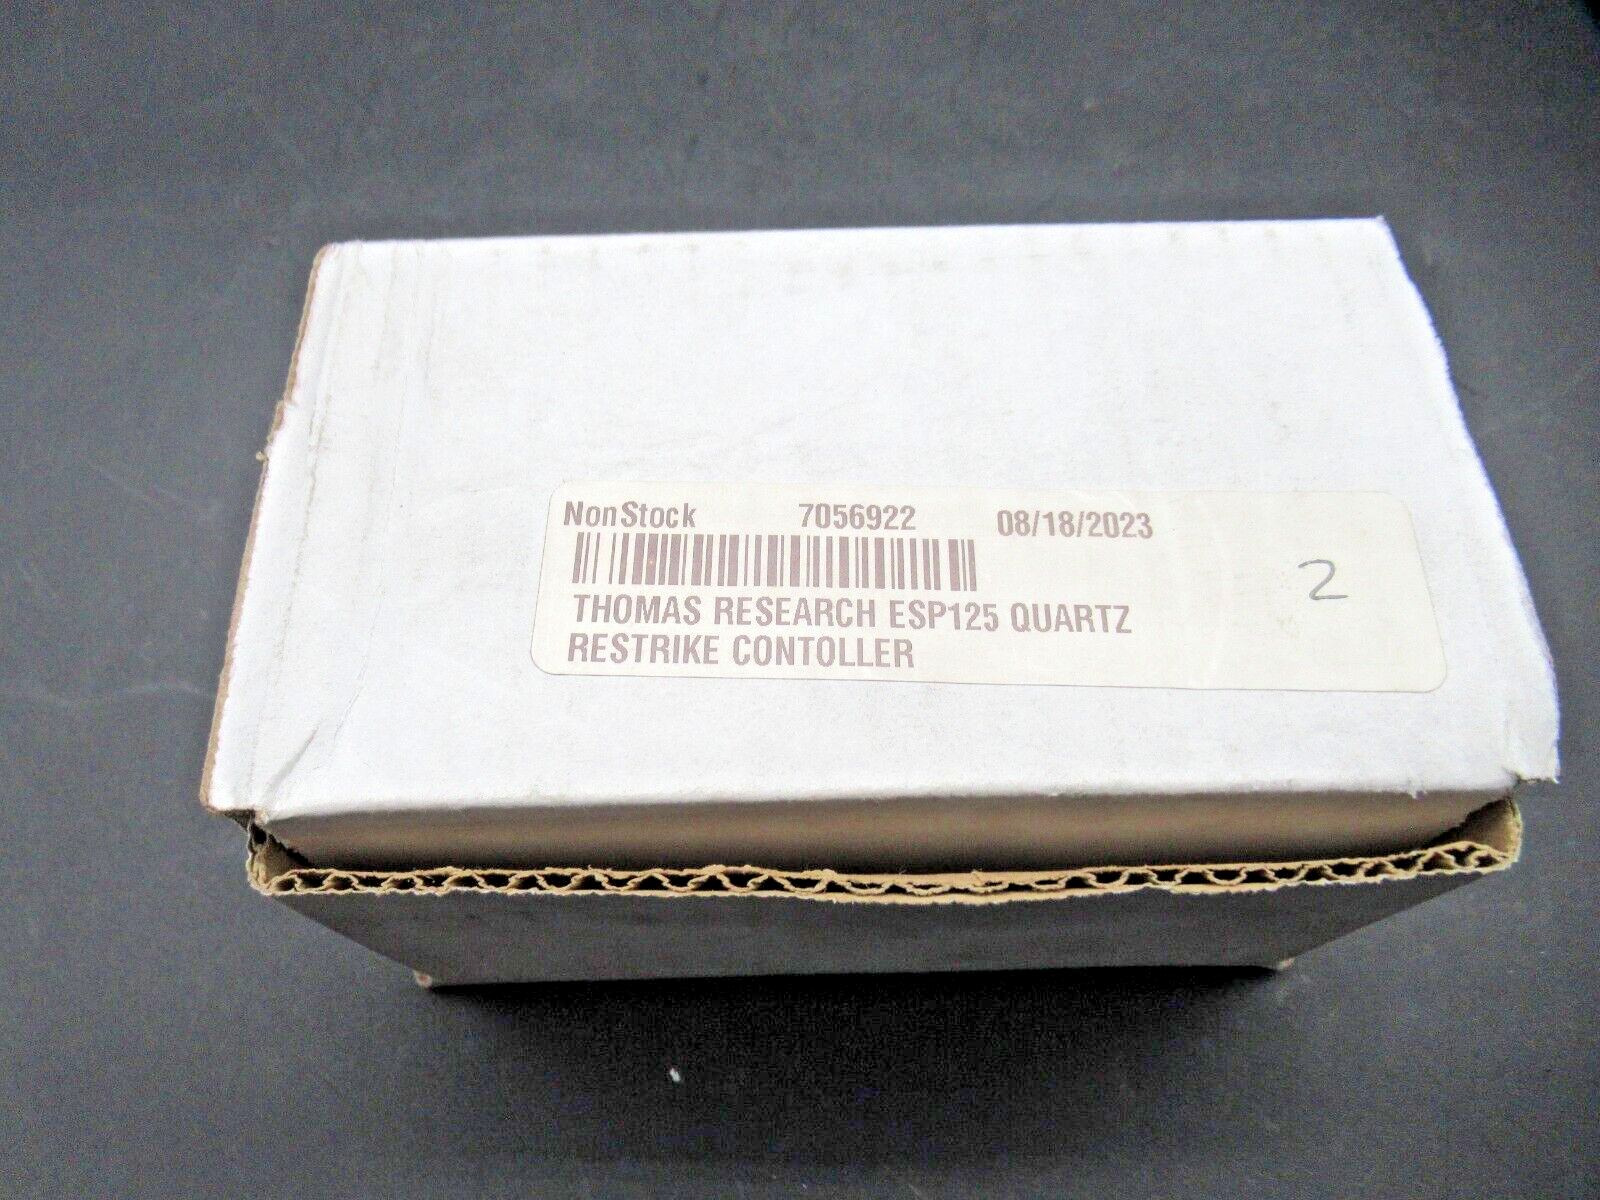 NonStock 7056922 08/18/2023
2
THOMAS RESEARCH ESP125 QUARTZ
RESTRIKE CONTOLLER